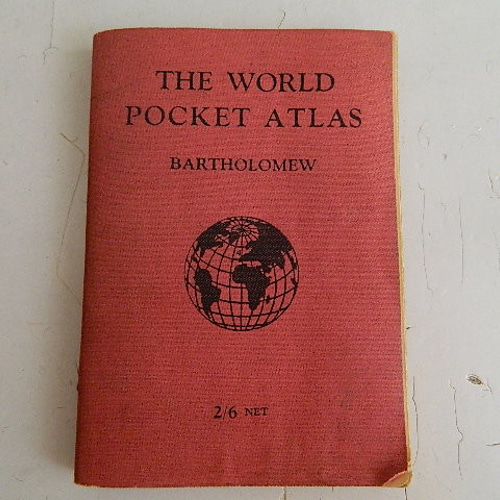 THE WORLD
POCKET ATLAS
BARTHOLOMEW
2/6 NET